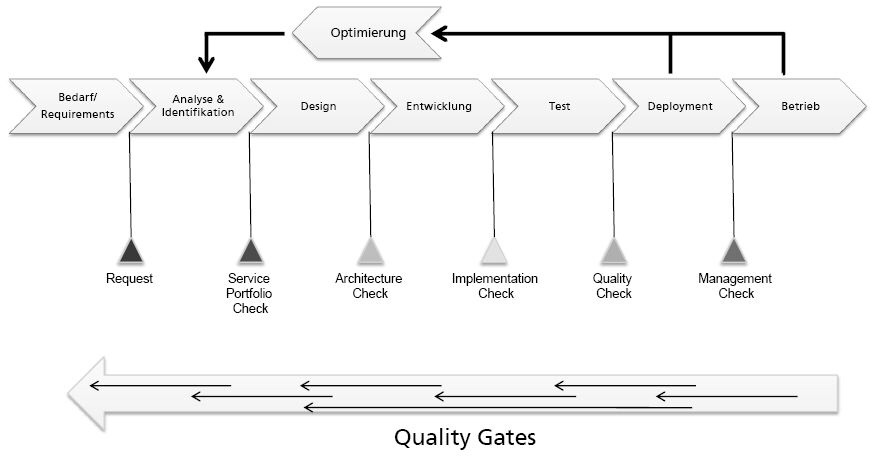 Optimierung
Bedarf/
Requirements
Analyse &
Identifikation
Design
Entwicklung
Test
Deployment
Betrieb
Request
Service
Portfolio
Check
Architecture
Check
Implementation
Check
Quality
Check
Management
Check
Quality Gates